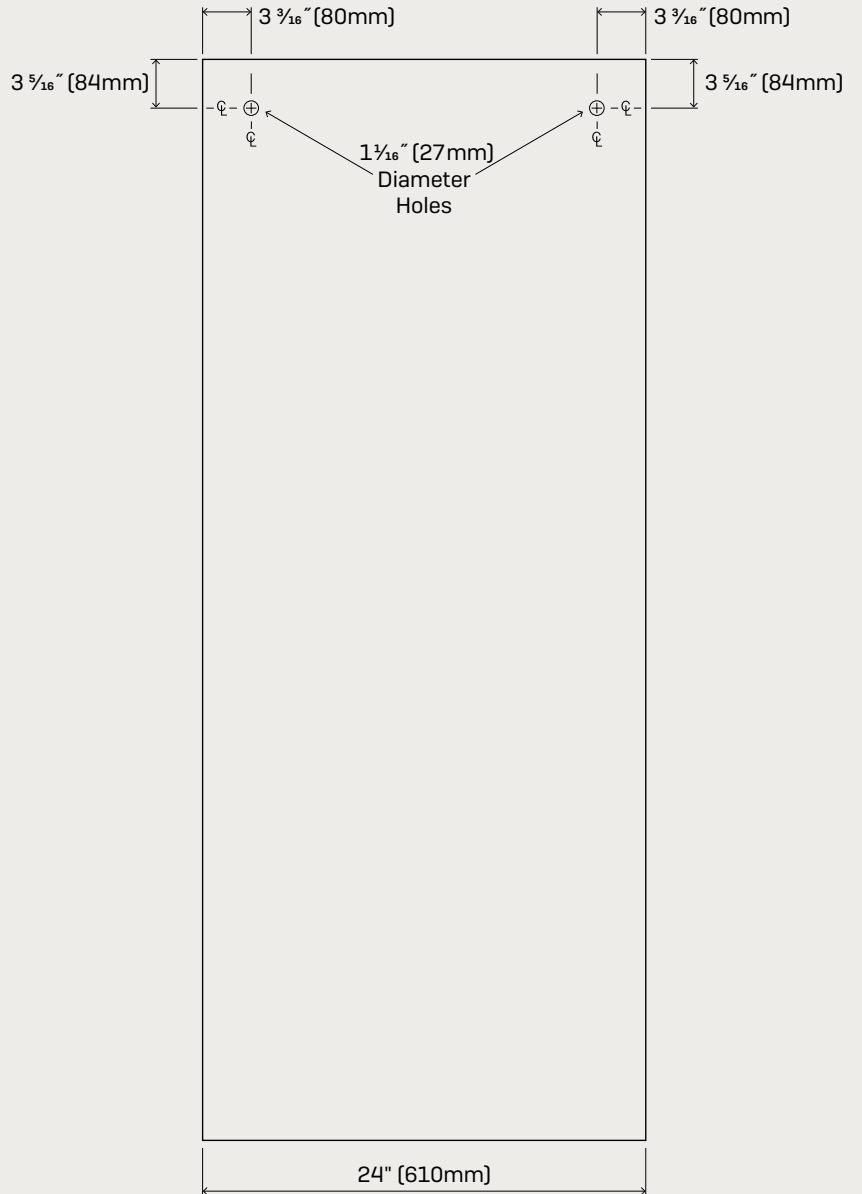 3 3⁄16˝ (80mm)
3 3⁄16˝ (80mm)
3 5⁄16˝ (84mm)
3 5⁄16˝ (84mm)
℄
℄
℄
℄
1 1⁄16˝ (27mm)
Diameter
Holes
24" (610mm)